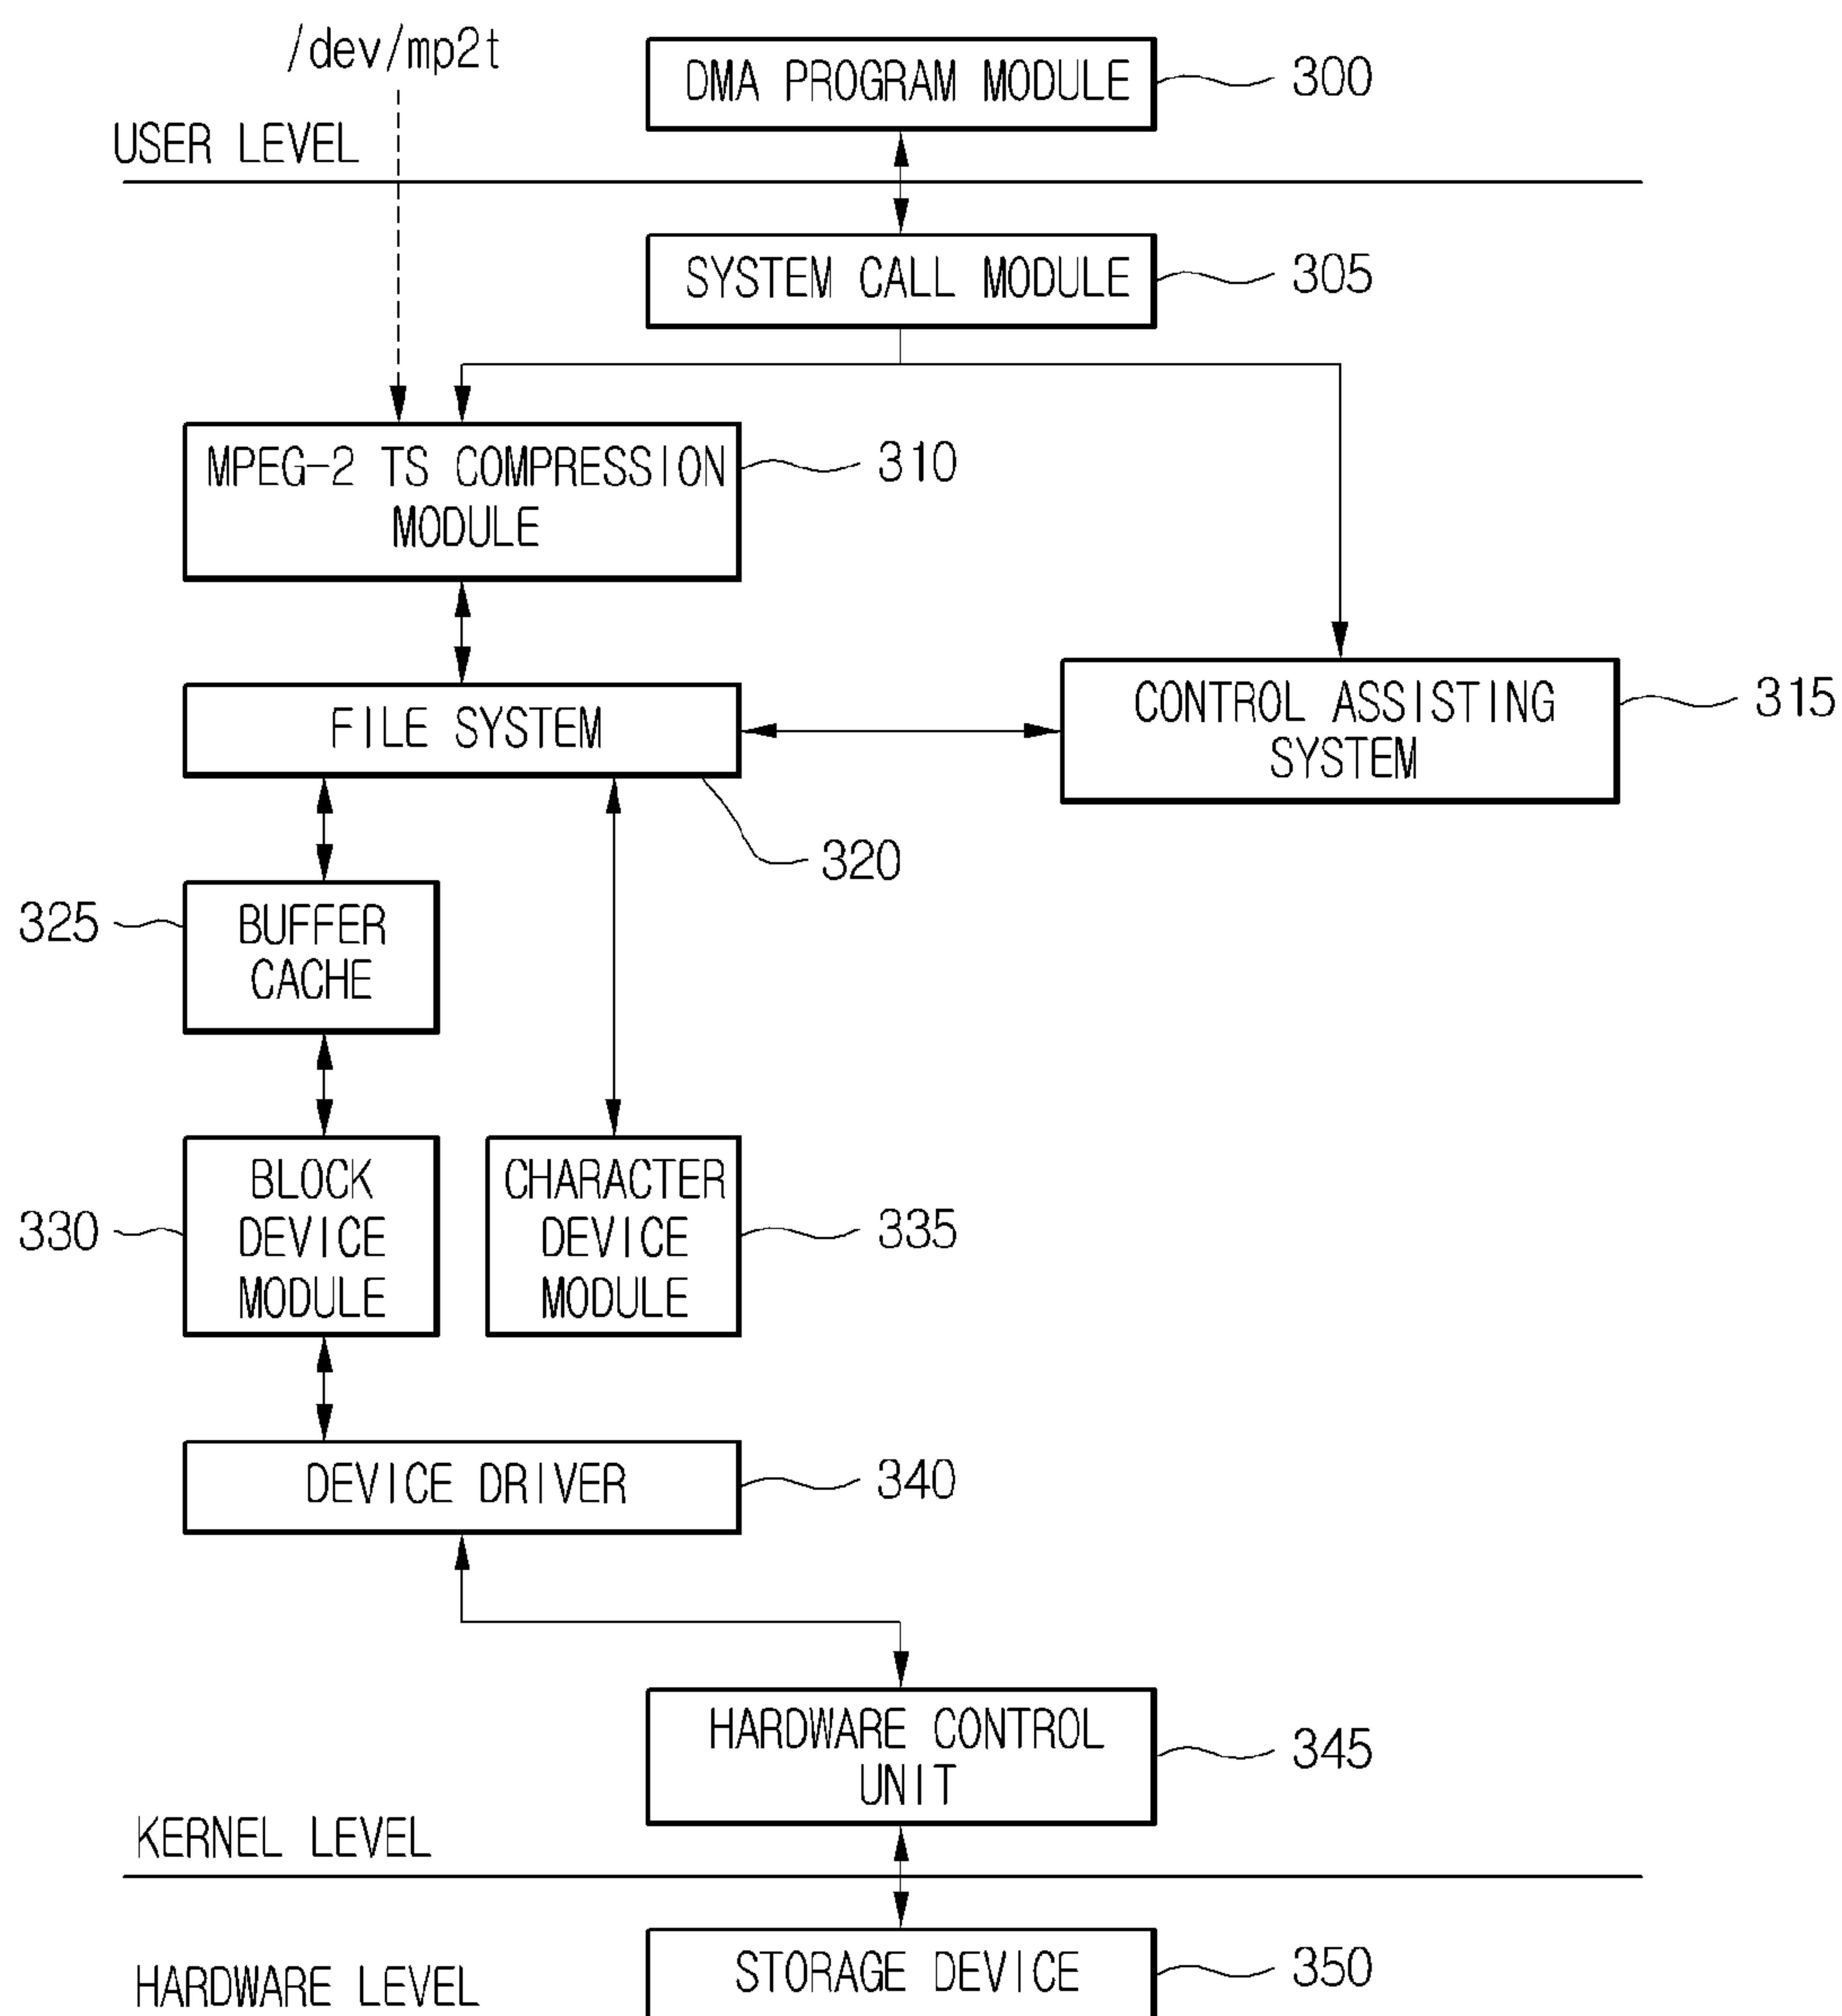 /dev/mp2t
DMA PROGRAM MODULE
300
USER LEVEL
SYSTEM CALL MODULE
305
MPEG-2 TS COMPRESSION
MODULE
310
CONTROL ASSISTING
SYSTEM
315
FILE SYSTEM
320
325
BUFFER
CACHE
330
BLOCK
DEVICE
MODULE
CHARACTER
DEVICE
MODULE
335
DEVICE DRIVER
340
HARDWARE CONTROL
UNIT
345
KERNEL LEVEL
STORAGE DEVICE
350
HARDWARE LEVEL